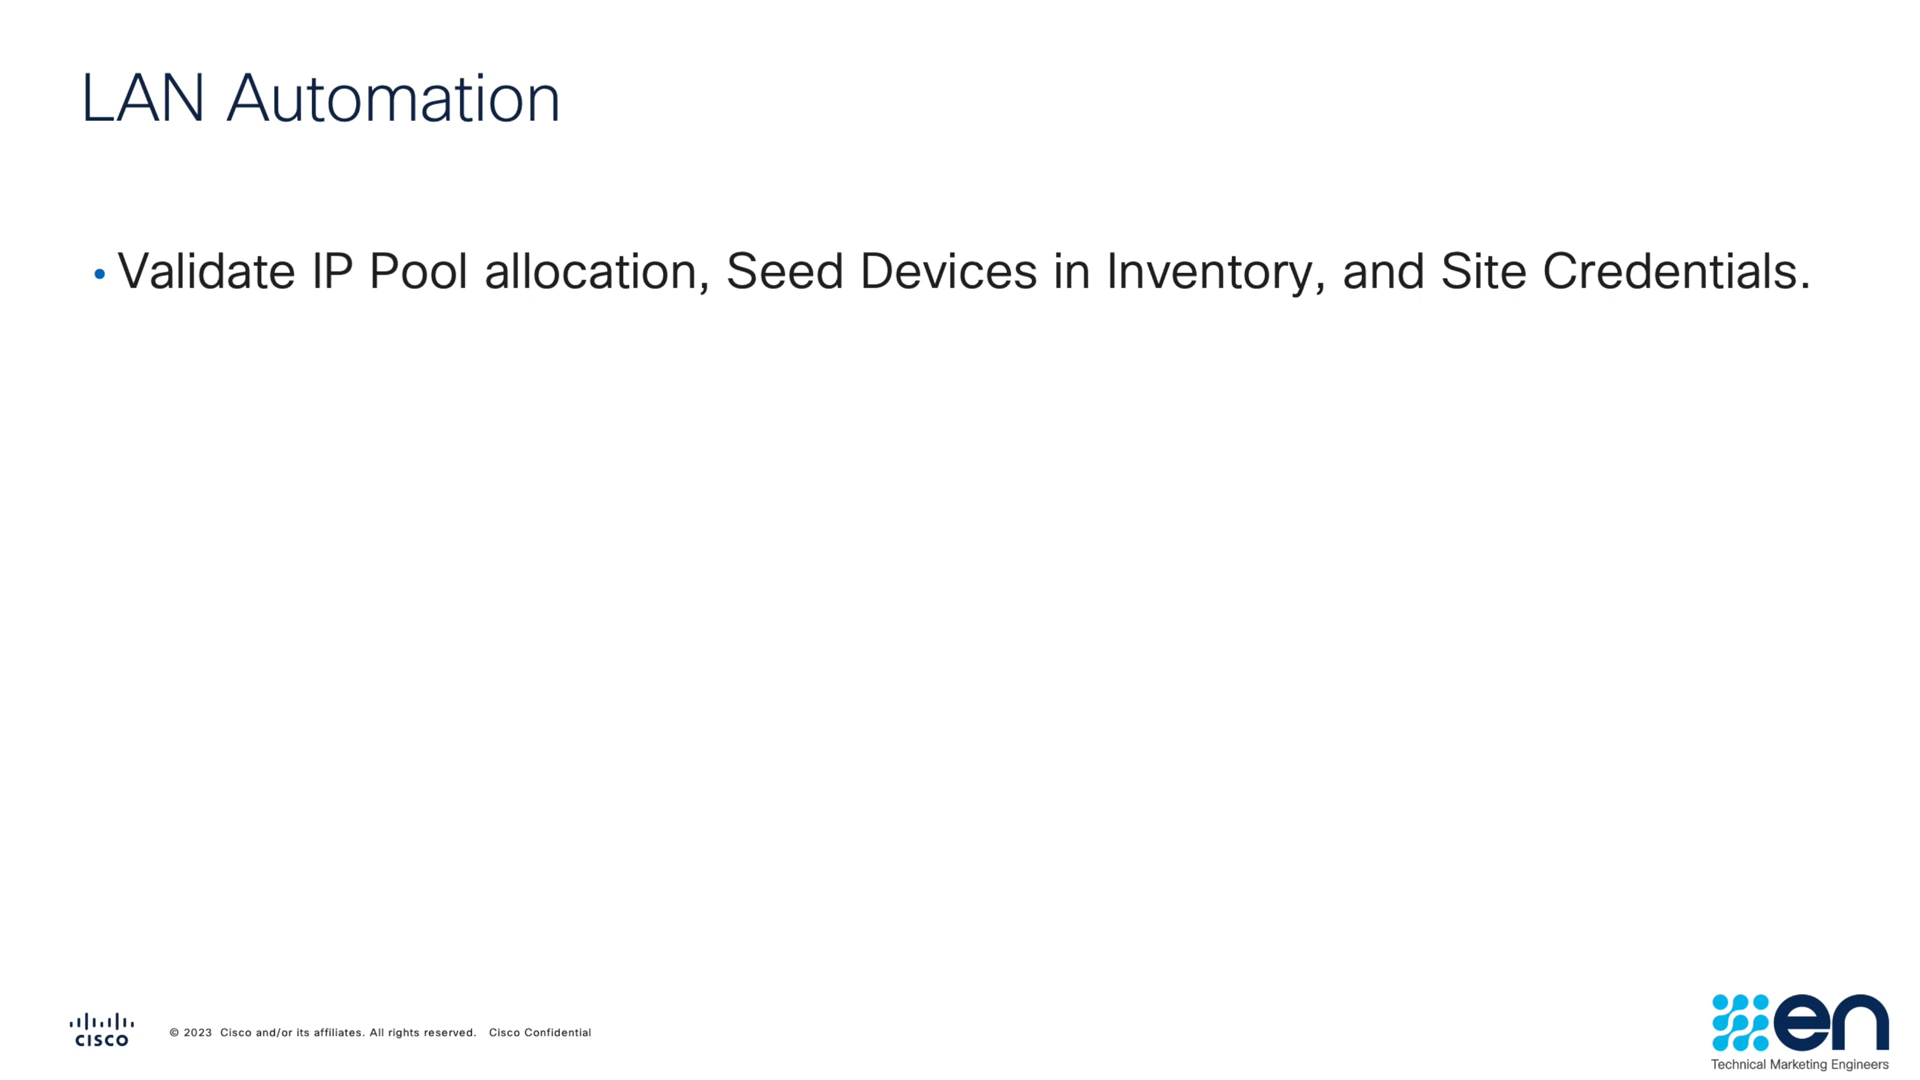 LAN Automation
• Validate IP Pool allocation, Seed Devices in Inventory, and Site Credentials.
CISCO
© 2023 Cisco and/or its affiliates. All rights reserved. Cisco Confidential
en
Technical Marketing Engineers